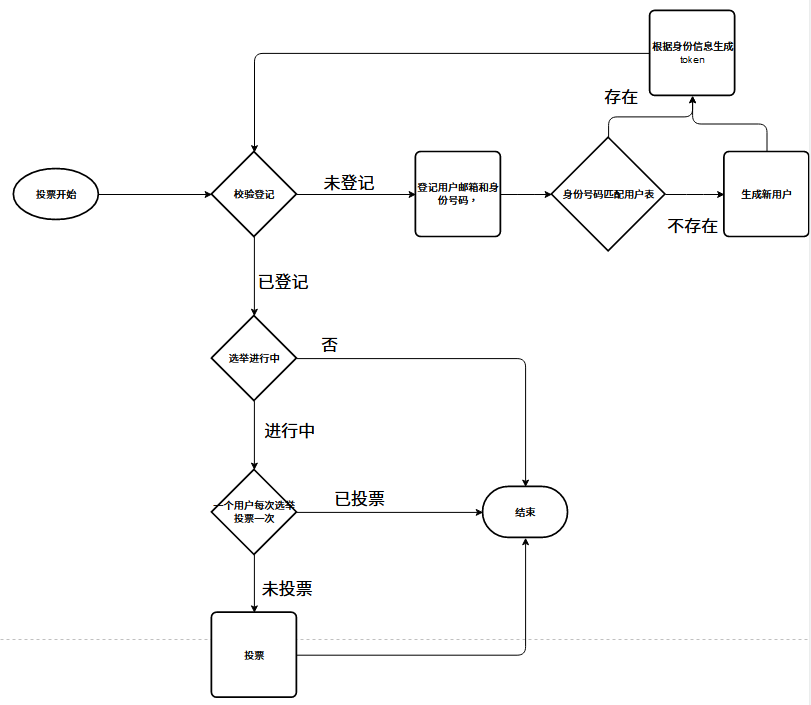 根据身份信息生成
token
存在
投票开始
校验登记
未登记
登记用户邮箱和身
份号码，
身份号码匹配用户表
生成新用户
不存在
已登记
选举进行中
否
进行中
一个用户每次选举
投票一次
已投票
结束
未投票
投票